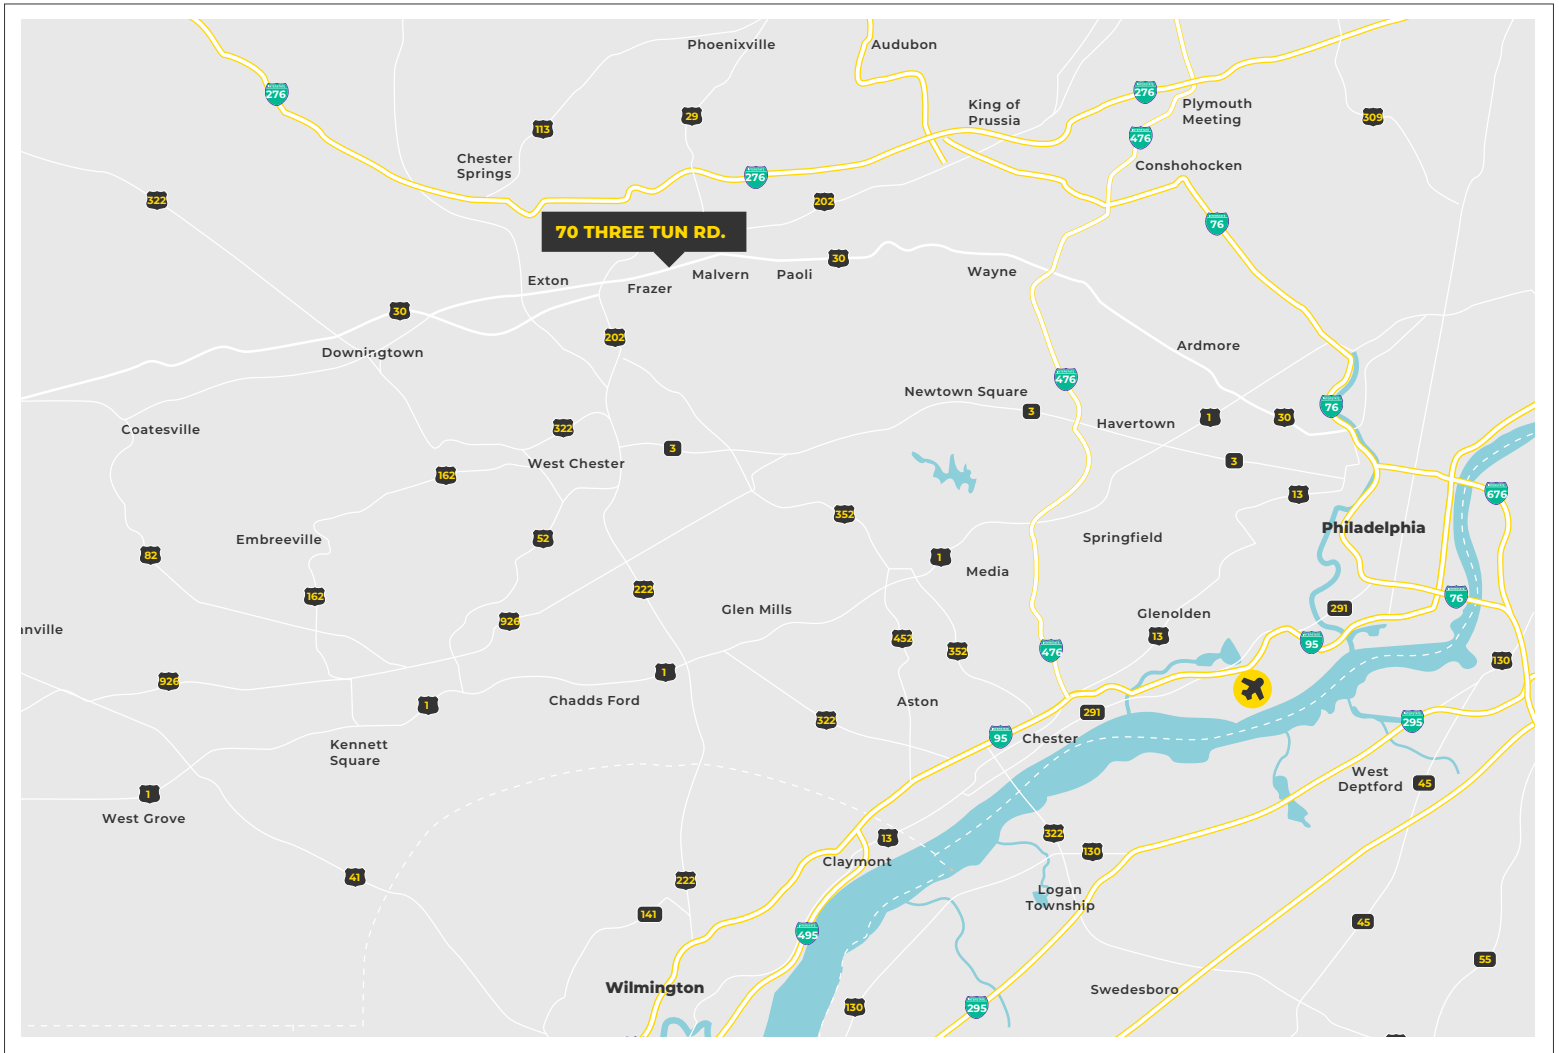 Phoenixville
Audubon
276
276
King of
Prussia
Plymouth
Meeting
29
309
113
476
Chester
Springs
Conshohocken
276
322
202
76
70 THREE TUN RD.
30
Malvern
Paoli
Wayne
Exton
Frazer
30
202
Ardmore
Downingtown
476
Newtown Square
76
3
1
30
Havertown
Coatesville
322
3
3
West Chester
162
13
676
352
Philadelphia
Embreeville
52
Springfield
82
1
Media
222
162
76
Glen Mills
291
Glenolden
926
nville
452
13
95
352
476
130
1
926
Chadds Ford
Aston
1
291
322
295
95
Chester
Kennett
Square
West
Deptford
45
1
West Grove
322
13
130
Claymont
41
222
Logan
Township
141
45
495
55
Wilmington
Swedesboro
130
295